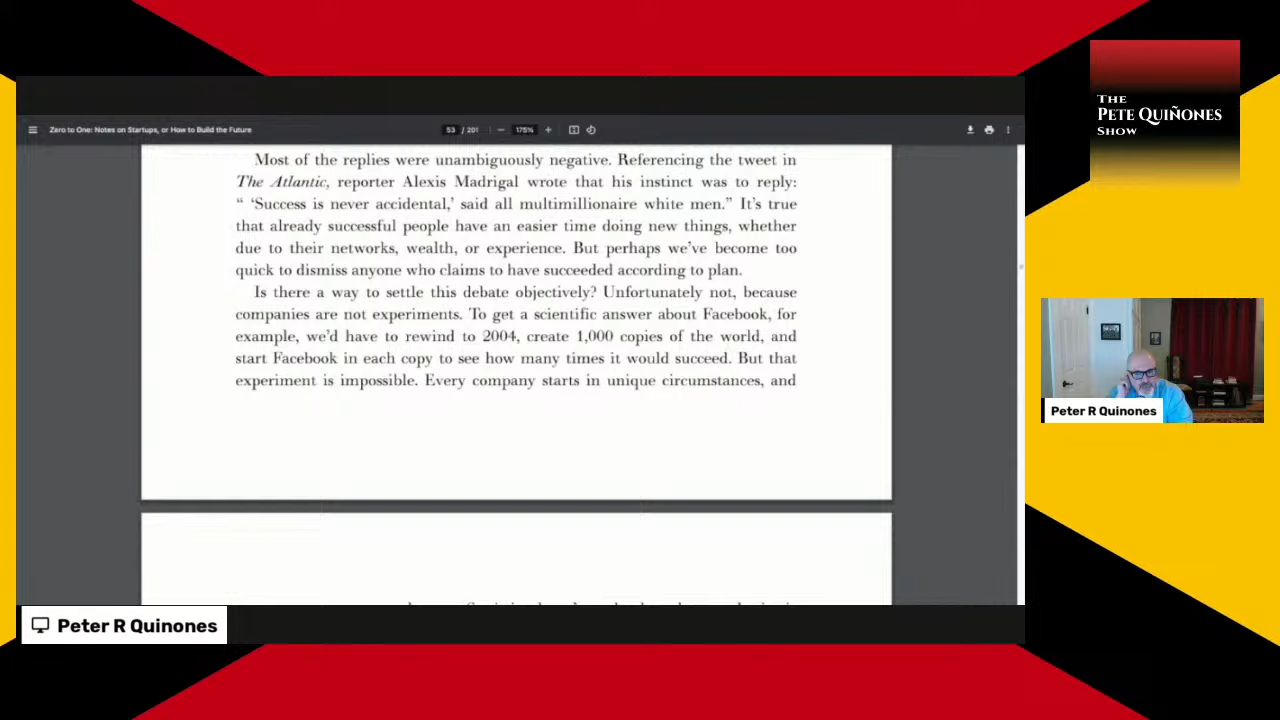 THE
PETE QUIÑONES
SHOW
Zero to One: Notes on Startups, or How to Build the Future
53 / 201
175%
Most of the replies were unambiguously negative. Referencing the tweet in
The Atlantic, reporter Alexis Madrigal wrote that his instinct was to reply:
“ ‘Success is never accidental,’ said all multimillionaire white men.” It’s true
that already successful people have an easier time doing new things, whether
due to their networks, wealth, or experience. But perhaps we’ve become too
quick to dismiss anyone who claims to have succeeded according to plan.
Is there a way to settle this debate objectively? Unfortunately not, because
companies are not experiments. To get a scientific answer about Facebook, for
example, we’d have to rewind to 2004, create 1,000 copies of the world, and
start Facebook in each copy to see how many times it would succeed. But that
experiment is impossible. Every company starts in unique circumstances, and
Peter R Quinones
Peter R Quinones